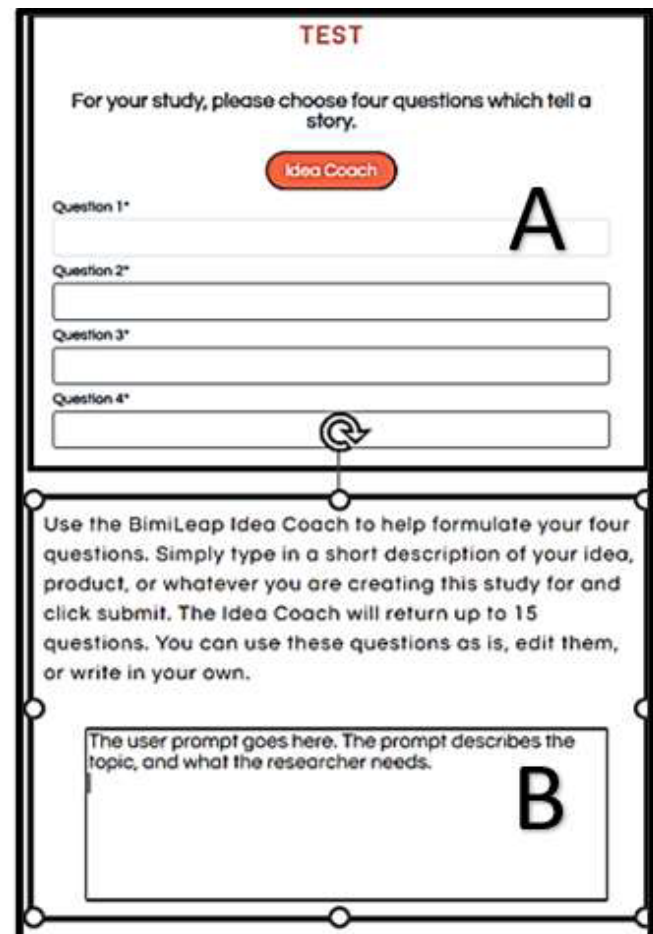 TEST
For your study, please choose four questions which tell a
story.
Idea Coach
Question 1*
A
Question 2*
Question 3*
Question 4*
Use the BimiLeap Idea Coach to help formulate your four
questions. Simply type in a short description of your idea,
product, or whatever you are creating this study for and
click submit. The Idea Coach will return up to 15
questions. You can use these questions as is, edit them,
or write in your own.
The user prompt goes here. The prompt describes the
topic, and what the researcher needs.
B